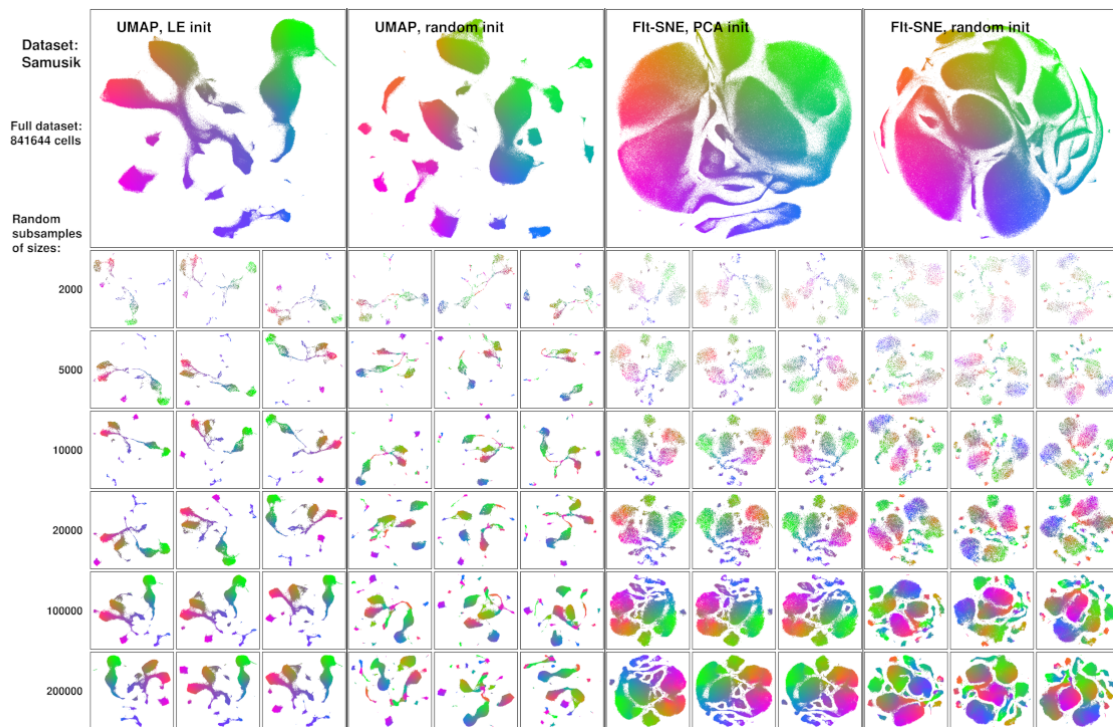 UMAP, LE init
UMAP, random init
FIt-SNE, PCA init
FIt-SNE, random init
Dataset:
Samusik
Full dataset:
841644 cells
Random
subsamples
of sizes:
2000
5000
10000
20000
100000
200000